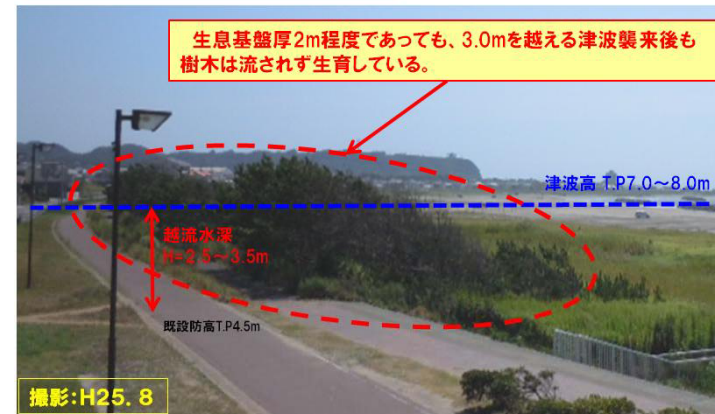 生息基盤厚2m程度であっても、3.0mを越える津波襲来後も
樹木は流されず生育している。
津波高 T.P7.0～8.0m
越流水深
H=2.5～3.5m
既設防高T.P4.5m
撮影:H25.8